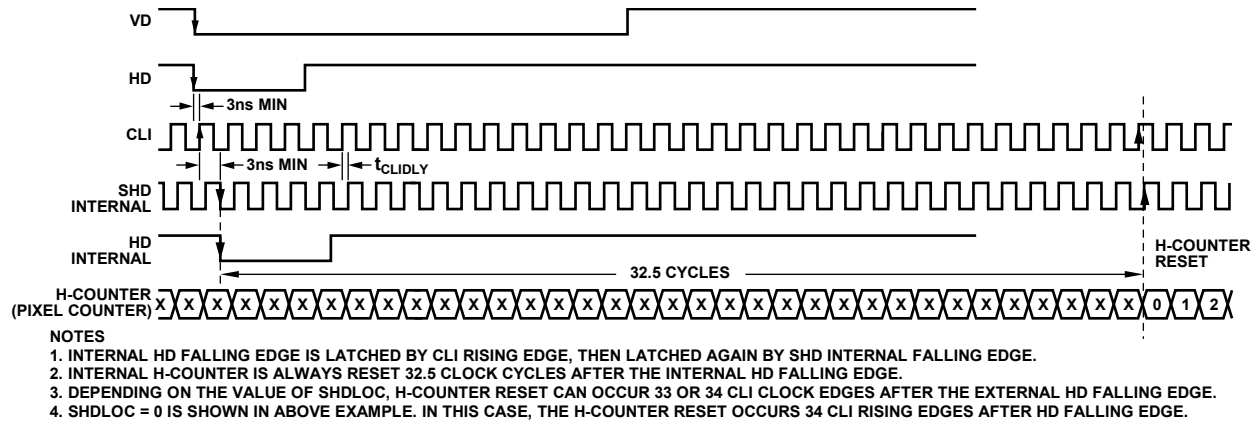 VD
HD
3ns MIN
CLI
3ns MIN
tCLIDLY
SHD
INTERNAL
HD
INTERNAL
H-COUNTER
RESET
32.5 CYCLES
H-COUNTER
(PIXEL COUNTER)
X X X X X X X X X X X X X X X X X X X X X X X X X X X X X X X X X X X 0 1 2
NOTES
1. INTERNAL HD FALLING EDGE IS LATCHED BY CLI RISING EDGE, THEN LATCHED AGAIN BY SHD INTERNAL FALLING EDGE.
2. INTERNAL H-COUNTER IS ALWAYS RESET 32.5 CLOCK CYCLES AFTER THE INTERNAL HD FALLING EDGE.
3. DEPENDING ON THE VALUE OF SHDLOC, H-COUNTER RESET CAN OCCUR 33 OR 34 CLI CLOCK EDGES AFTER THE EXTERNAL HD FALLING EDGE.
4. SHDLOC = 0 IS SHOWN IN ABOVE EXAMPLE. IN THIS CASE, THE H-COUNTER RESET OCCURS 34 CLI RISING EDGES AFTER HD FALLING EDGE.